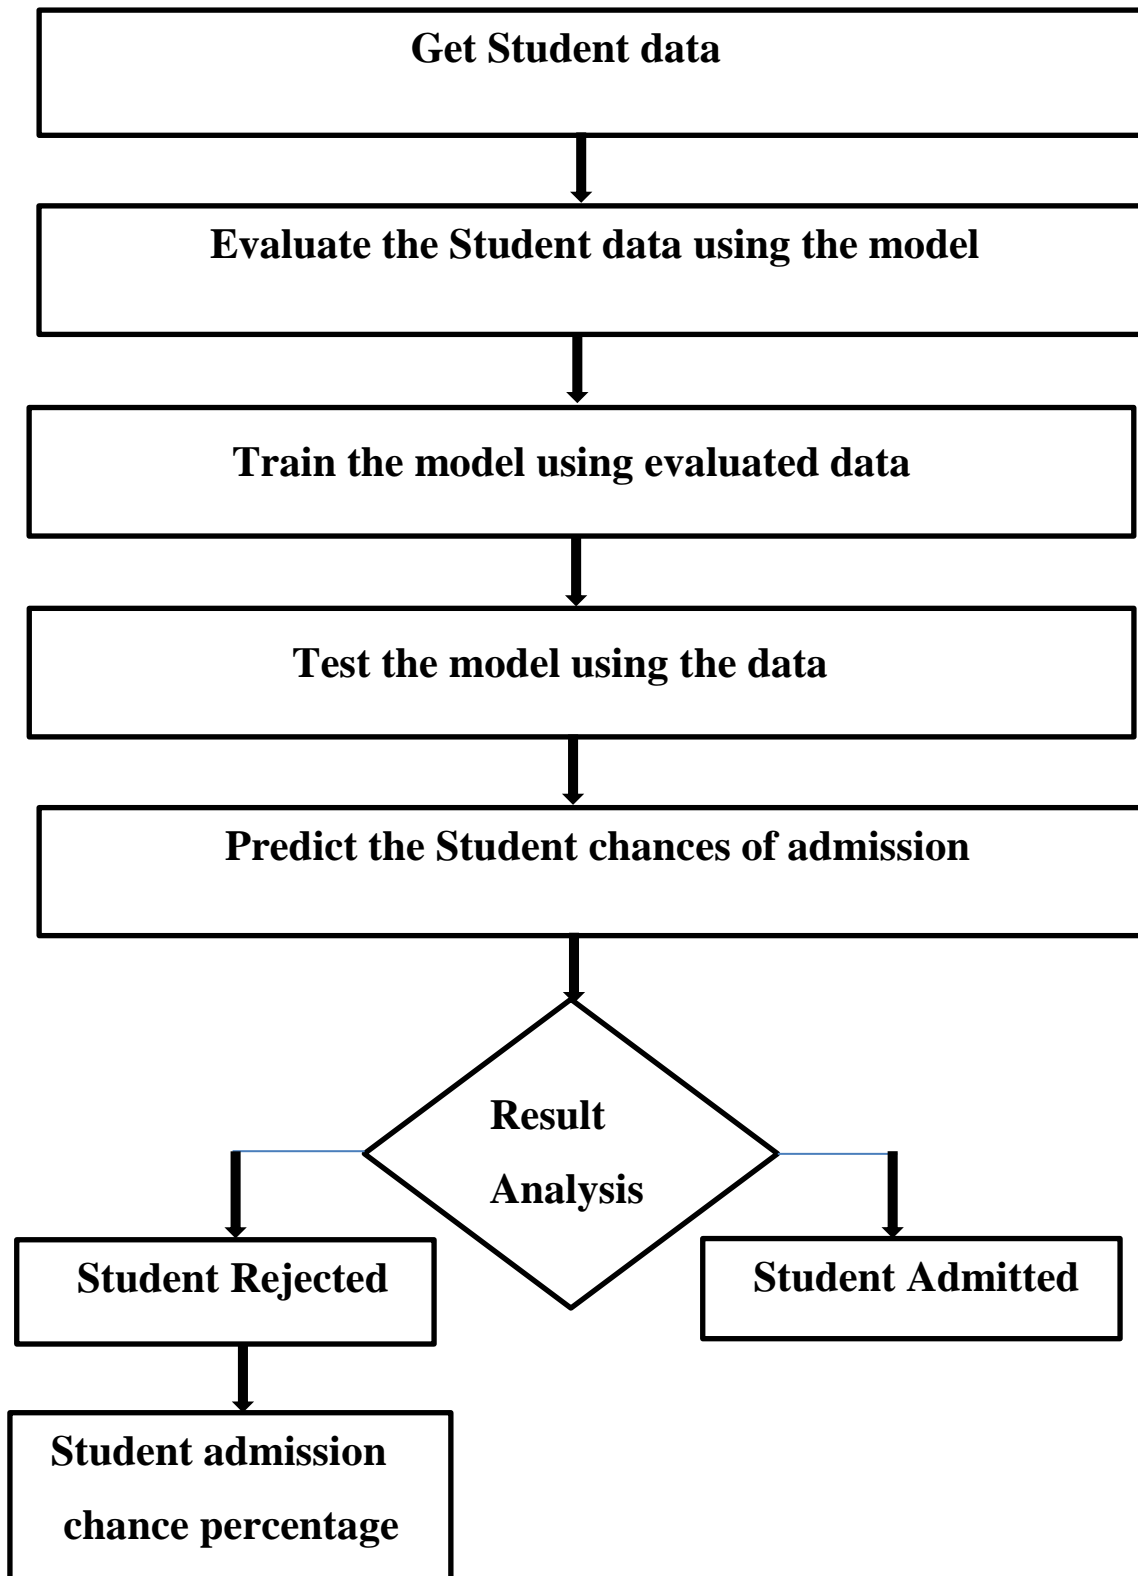 Get Student data
Evaluate the Student data using the model
Train the model using evaluated data
Test the model using the data
Predict the Student chances of admission
Result
Analysis
Student Rejected
Student Admitted
Student admission
chance percentage